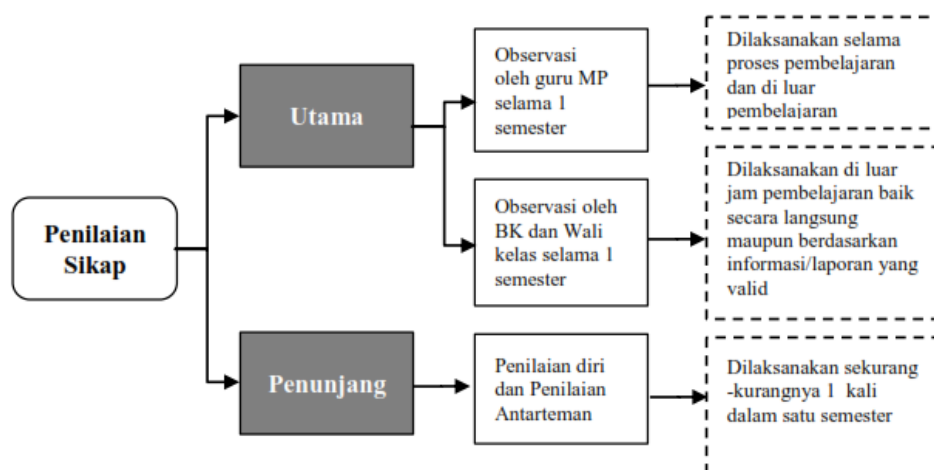 Penilaian
Sikap
Utama
Observasi
oleh guru MP
selama 1
semester
Dilaksanakan selama
proses pembelajaran
dan di luar
pembelajaran
Observasi oleh
BK dan Wali
kelas selama 1
semester
Dilaksanakan di luar
jam pembelajaran baik
secara langsung
maupun berdasarkan
informasi/laporan yang
valid
Penunjang
Penilaian diri
dan Penilaian
Antarteman
Dilaksanakan sekurang
-kurangnya 1 kali
dalam satu semester